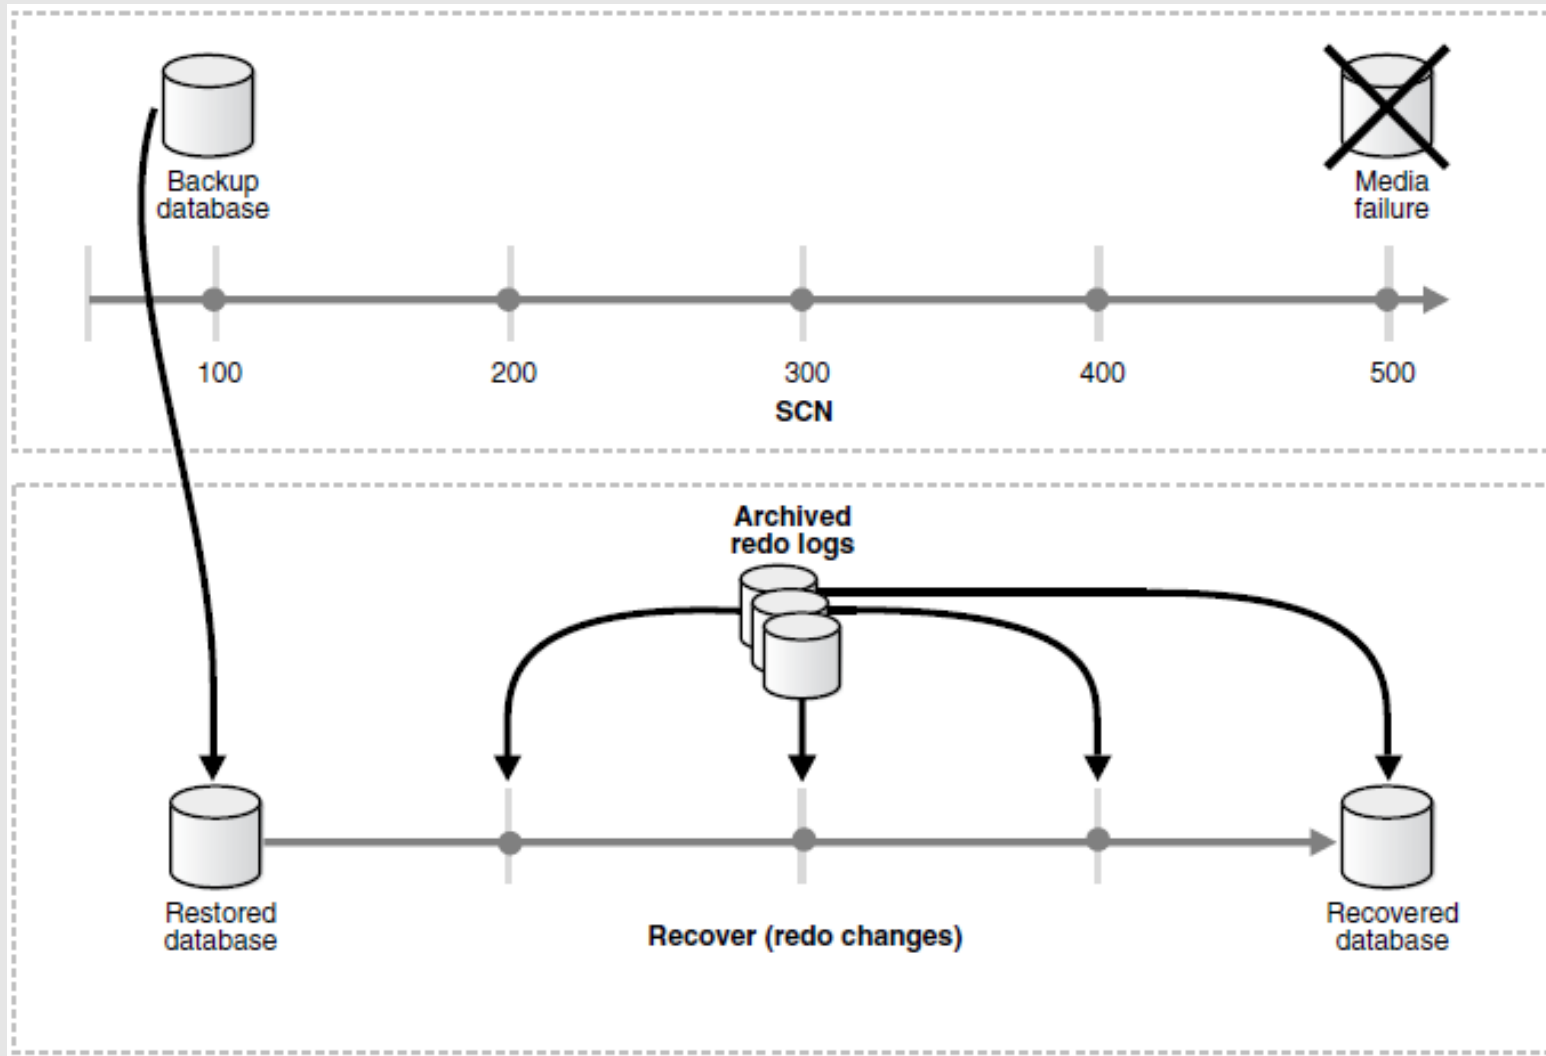 Backup
database
Media
failure
100
200
300
400
500
SCN
Archived
redo logs
Restored
database
Recover (redo changes)
Recovered
database